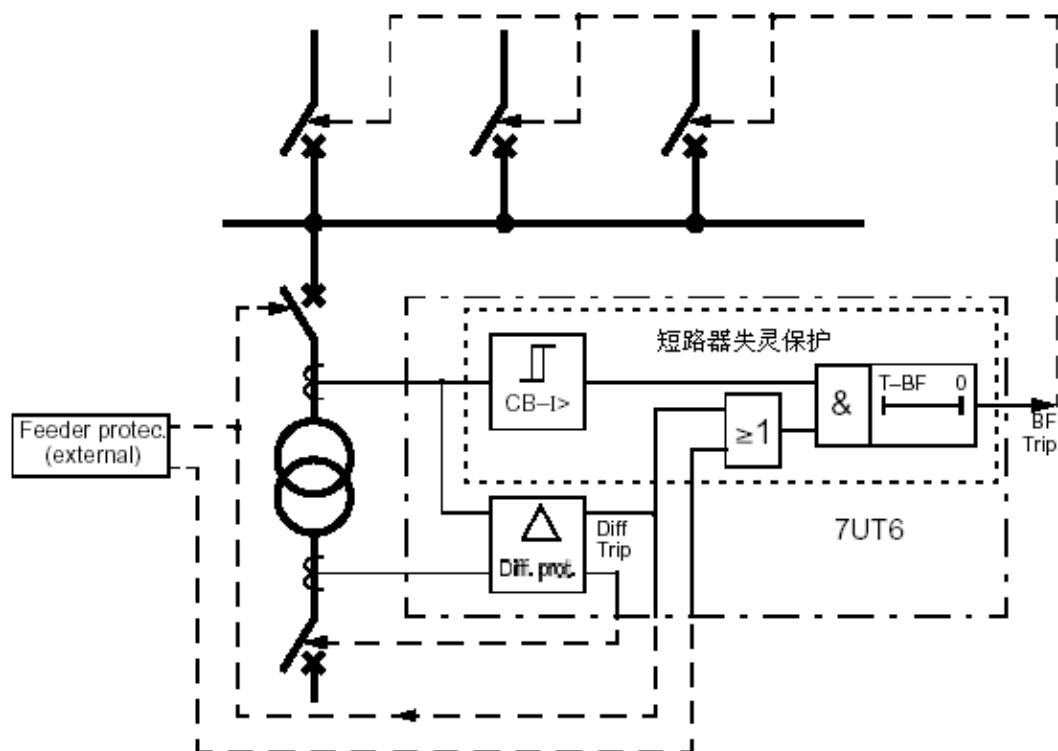 短路器失灵保护
CB-I>
T-BF 0
&
≥1
BF
Trip
Feeder protec.
(external)
Diff
Trip
7UT6
Δ
Diff. prot.